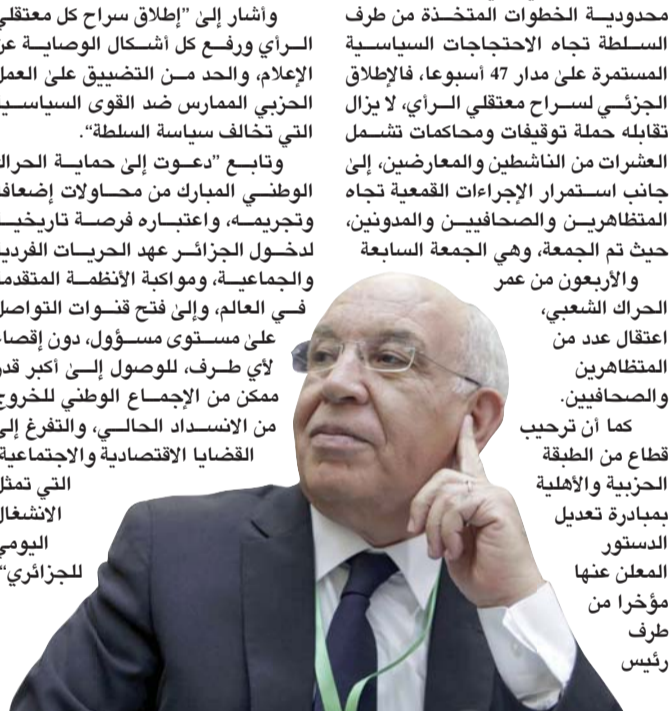 محدودية الخطوات المتخذة من طرف
السلطة تجاه الاحتجاجات السياسية
المستمرة على مدار 47 أسبوعا، فالإطلاق
الجزئي لسراح معتقلي الرأي، لا يزال
تقابله حملة توقيفات ومحاكمات تشمل
العشرات من الناشطين والمعارضين، إلى
جانب استمرار الإجراءات القمعية تجاه
المتظاهرين والصحافيين والمدونين،
حيث تم الجمعة، وهي الجمعة السابعة
والأربعون من عمر
الحراك الشعبي،
اعتقال عدد من
المتظاهرين
والصحافيين.
كما أن ترحيب
قطاع من الطبقة
الحزبية والأهلية
بمبادرة تعديل
الدستور
المعلن عنها
مؤخرا من
طرف
رئيس
وأشار إلى ”إطلاق سراح كل معتقلي
الرأي ورفع كل أشكال الوصاية عن
الإعلام، والحد من التضييق على العمل
الحزبي الممارس ضد القوى السياسية
التي تخالف سياسة السلطة“.
وتابع ”دعوت إلى حماية الحراك
الوطني المبارك من محاولات إضعافه
وتجريمه، واعتباره فرصة تاريخية
لدخول الجزائر عهد الحريات الفردية
والجماعية، ومواكبة الأنظمة المتقدمة
في العالم، وإلى فتح قنوات التواصل
على مستوى مسؤول، دون إقصاء
لأي طرف، للوصول إلى أكبر قدر
ممكن من الإجماع الوطني للخروج
من الانسداد الحالي، والتفرغ إلى
القضايا الاقتصادية والاجتماعية
التي تمثل
الانشغال
اليومي
للجزائري“